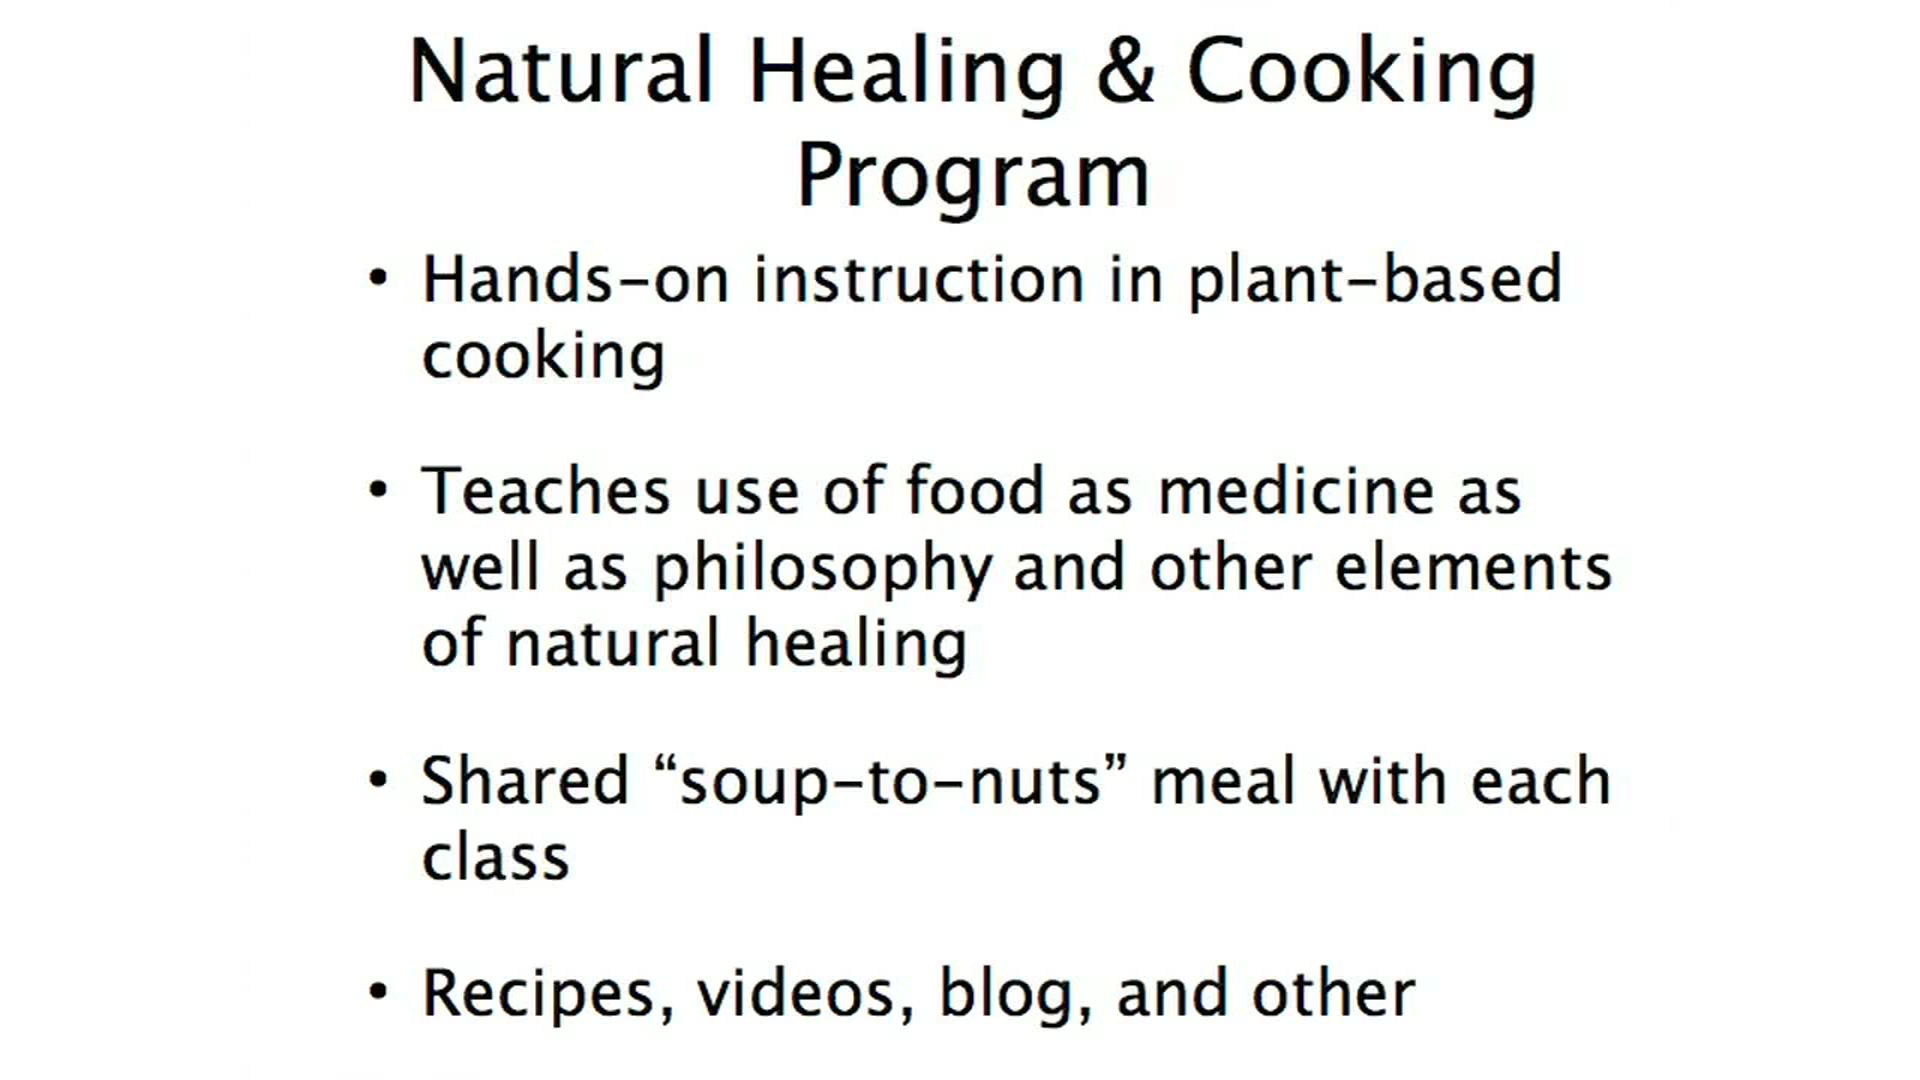 Natural Healing & Cooking
Program
• Hands-on instruction in plant-based
cooking
• Teaches use of food as medicine as
well as philosophy and other elements
of natural healing
• Shared “soup-to-nuts” meal with each
class
• Recipes, videos, blog, and other